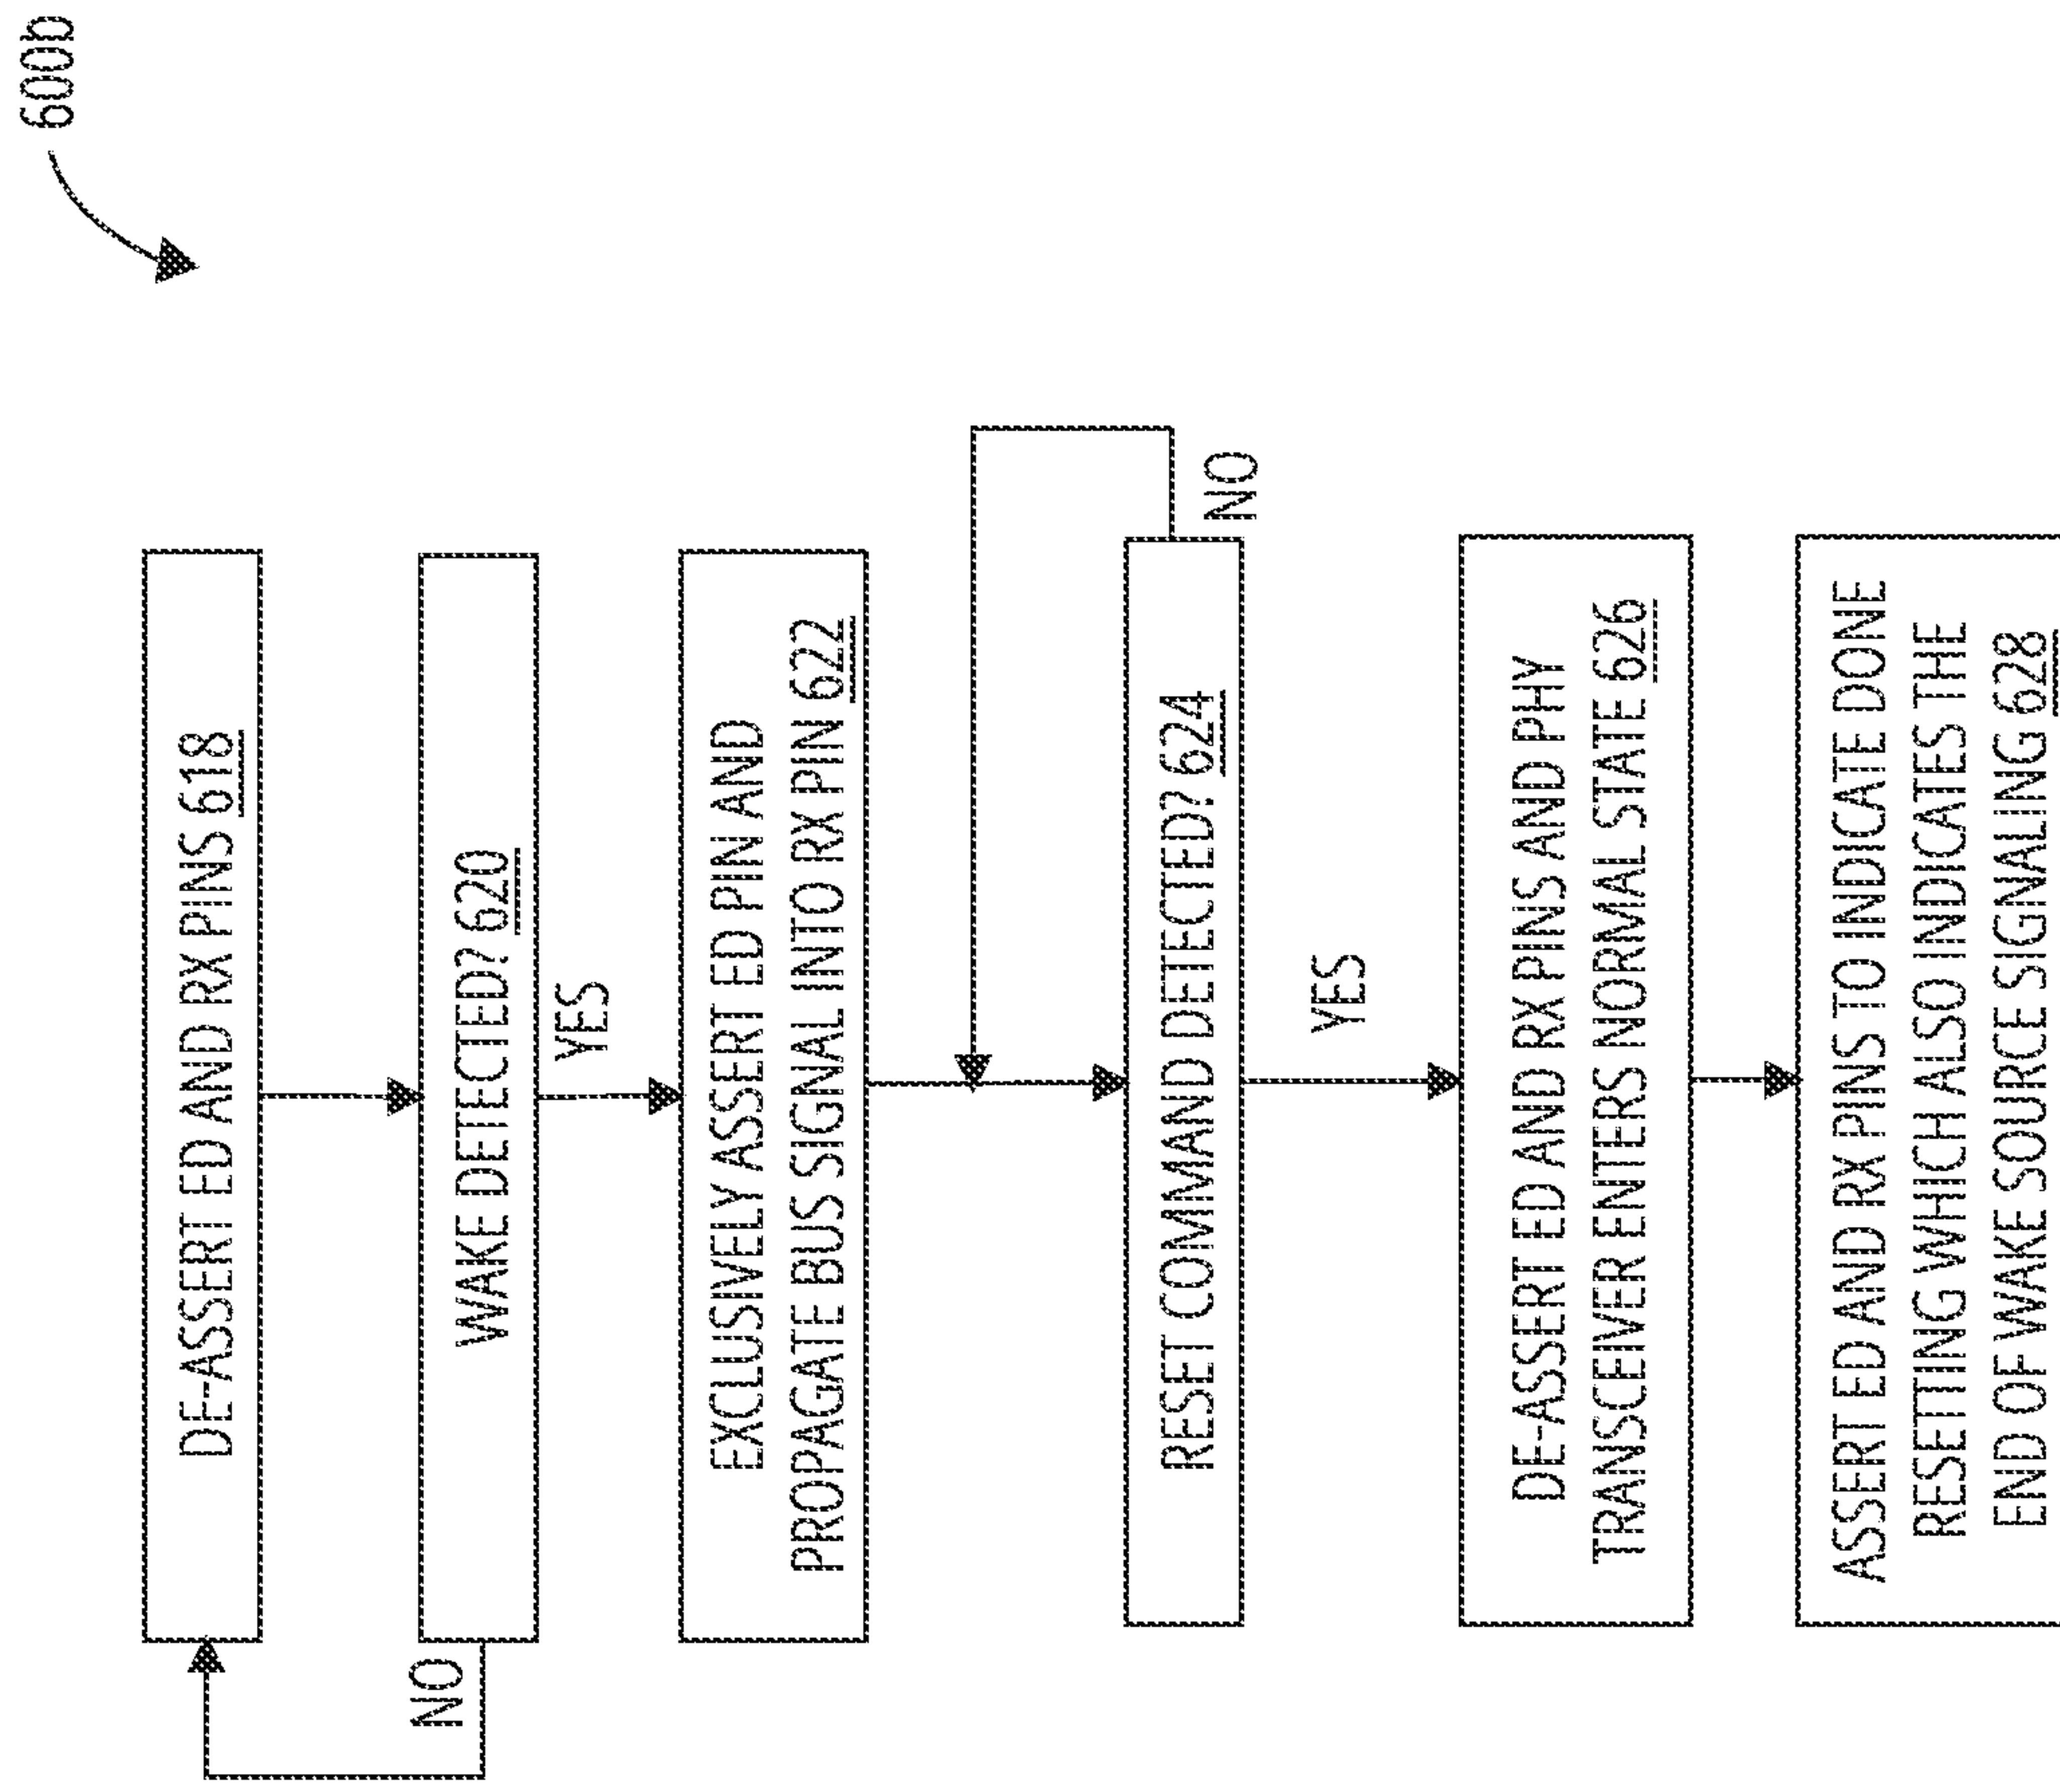 600b
DE-ASSERT ED AND RX PINS 618
WAKE DETECTED? 620
NO
YES
EXCLUSIVELY ASSERT ED PIN AND
PROPAGATE BUS SIGNAL INTO RX PIN 622
RESET COMMAND DETECTED? 624
NO
YES
DE-ASSERT ED AND RX PINS AND PHY
TRANSCEIVER ENTERS NORMAL STATE 626
ASSERT ED AND RX PINS TO INDICATE DONE
RESETTING WHICH ALSO INDICATES THE
END OF WAKE SOURCE SIGNALING 628